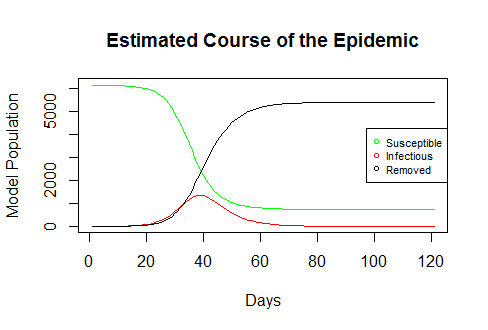 Estimated Course of the Epidemic
Model Population
5000
2000
0
Susceptible
Infectious
Removed
0 20 40 60 80 100 120
Days